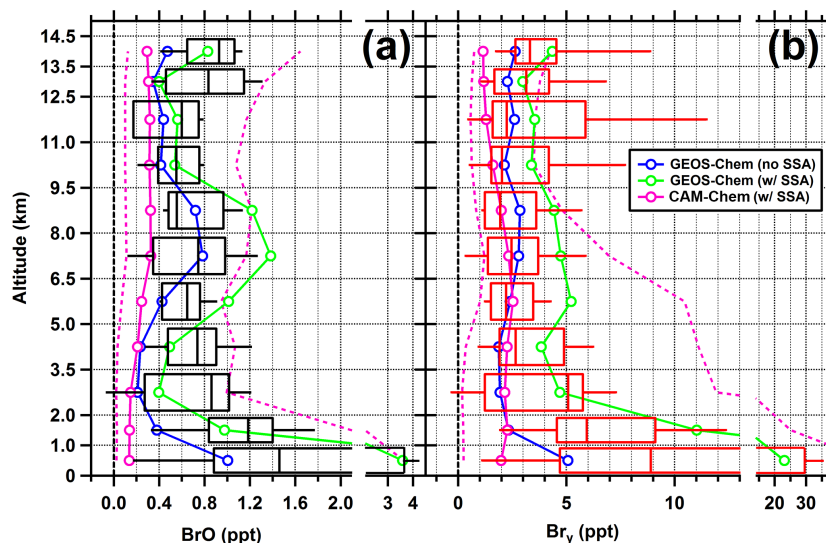 (a)
(b)
14.5
13.5
12.5
11.0
9.5
8.0
6.5
5.0
3.5
2.0
1.0
0
Altitude (km)
GEOS-Chem (no SSA)
GEOS-Chem (w/ SSA)
CAM-Chem (w/ SSA)
0.0 0.4 0.8 1.2 1.6 2.0 3 4
0 5 10 20 30
BrO (ppt)
Bry (ppt)